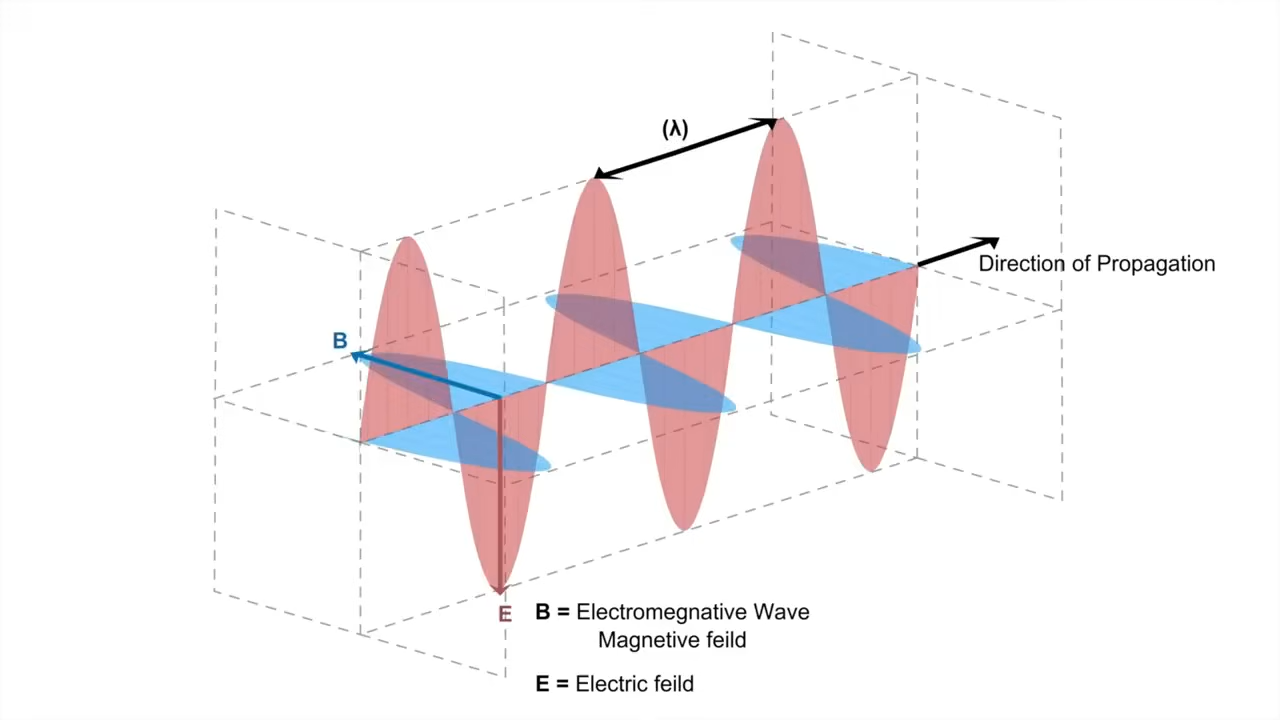 (λ)
Direction of Propagation
B
E
B = Electromegnative Wave
Magnetive feild
E = Electric feild